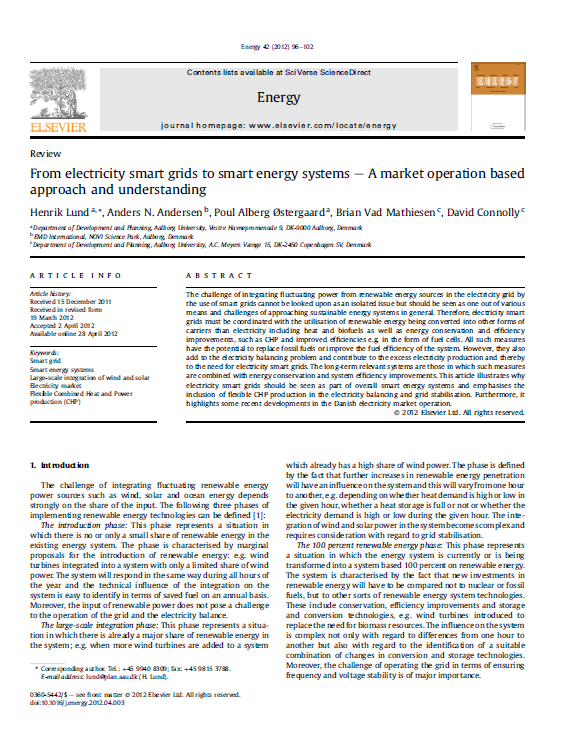 Energy 42 (2012) 96–102
Contents lists available at SciVerse ScienceDirect
Energy
journal homepage: www.elsevier.com/locate/energy
ELSEVIER
ENERGY
Review
From electricity smart grids to smart energy systems – A market operation based
approach and understanding
Henrik Lund a,*, Anders N. Andersen b, Poul Alberg Østergaard a, Brian Vad Mathiesen c, David Connolly c
a Department of Development and Planning, Aalborg University, Vestre Havnepromenade 9, DK-9000 Aalborg, Denmark
b EMD International, NOVI Science Park, Aalborg, Denmark
c Department of Development and Planning, Aalborg University, A.C. Meyers Vænge 15, DK-2450 Copenhagen SV, Denmark
ARTICLE INFO
Article history:
Received 15 December 2011
Received in revised form
19 March 2012
Accepted 2 April 2012
Available online 28 April 2012
Keywords:
Smart grid
Smart energy systems
Large-scale integration of wind and solar
Electricity market
Flexible Combined Heat and Power
production (CHP)
ABSTRACT
The challenge of integrating fluctuating power from renewable energy sources in the electricity grid by
the use of smart grids cannot be looked upon as an isolated issue but should be seen as one out of various
means and challenges of approaching sustainable energy systems in general. Therefore, electricity smart
grids must be coordinated with the utilisation of renewable energy being converted into other forms of
carriers than electricity including heat and biofuels as well as energy conservation and efficiency
improvements, such as CHP and improved efficiencies e.g. in the form of fuel cells. All such measures
have the potential to replace fossil fuels or improve the fuel efficiency of the system. However, they also
add to the electricity balancing problem and contribute to the excess electricity production and thereby
to the need for electricity smart grids. The long-term relevant systems are those in which such measures
are combined with energy conservation and system efficiency improvements. This article illustrates why
electricity smart grids should be seen as part of overall smart energy systems and emphasises the
inclusion of flexible CHP production in the electricity balancing and grid stabilisation. Furthermore, it
highlights some recent developments in the Danish electricity market operation.
© 2012 Elsevier Ltd. All rights reserved.
1. Introduction
The challenge of integrating fluctuating renewable energy
power sources such as wind, solar and ocean energy depends
strongly on the share of the input. The following three phases of
implementing renewable energy technologies can be defined [1]:
The introduction phase: This phase represents a situation in
which there is no or only a small share of renewable energy in the
existing energy system. The phase is characterised by marginal
proposals for the introduction of renewable energy: e.g. wind
turbines integrated into a system with only a limited share of wind
power. The system will respond in the same way during all hours of
the year and the technical influence of the integration on the
system is easy to identify in terms of saved fuel on an annual basis.
Moreover, the input of renewable power does not pose a challenge
to the operation of the grid and the electricity balance.
The large-scale integration phase: This phase represents a situa-
tion in which there is already a major share of renewable energy in
the system; e.g. when more wind turbines are added to a system
* Corresponding author. Tel.: +45 9940 8309; fax: +45 9815 3788.
E-mail address: lund@plan.aau.dk (H. Lund).
which already has a high share of wind power. The phase is defined
by the fact that further increases in renewable energy penetration
will have an influence on the system and this will vary from one hour
to another, e.g. depending on whether heat demand is high or low in
the given hour, whether a heat storage is full or not or whether the
electricity demand is high or low during the given hour. The inte-
gration of wind and solar power in the system becomes complex and
requires consideration with regard to grid stabilisation.
The 100 percent renewable energy phase: This phase represents
a situation in which the energy system is currently or is being
transformed into a system based 100 percent on renewable energy.
The system is characterised by the fact that new investments in
renewable energy will have to be compared not to nuclear or fossil
fuels, but to other sorts of renewable energy system technologies.
These include conservation, efficiency improvements and storage
and conversion technologies, e.g. wind turbines introduced to
replace the need for biomass resources. The influence on the system
is complex not only with regard to differences from one hour to
another but also with regard to the identification of a suitable
combination of changes in conversion and storage technologies.
Moreover, the challenge of operating the grid in terms of ensuring
frequency and voltage stability is of major importance.
0360-5442/$ – see front matter © 2012 Elsevier Ltd. All rights reserved.
doi:10.1016/j.energy.2012.04.003